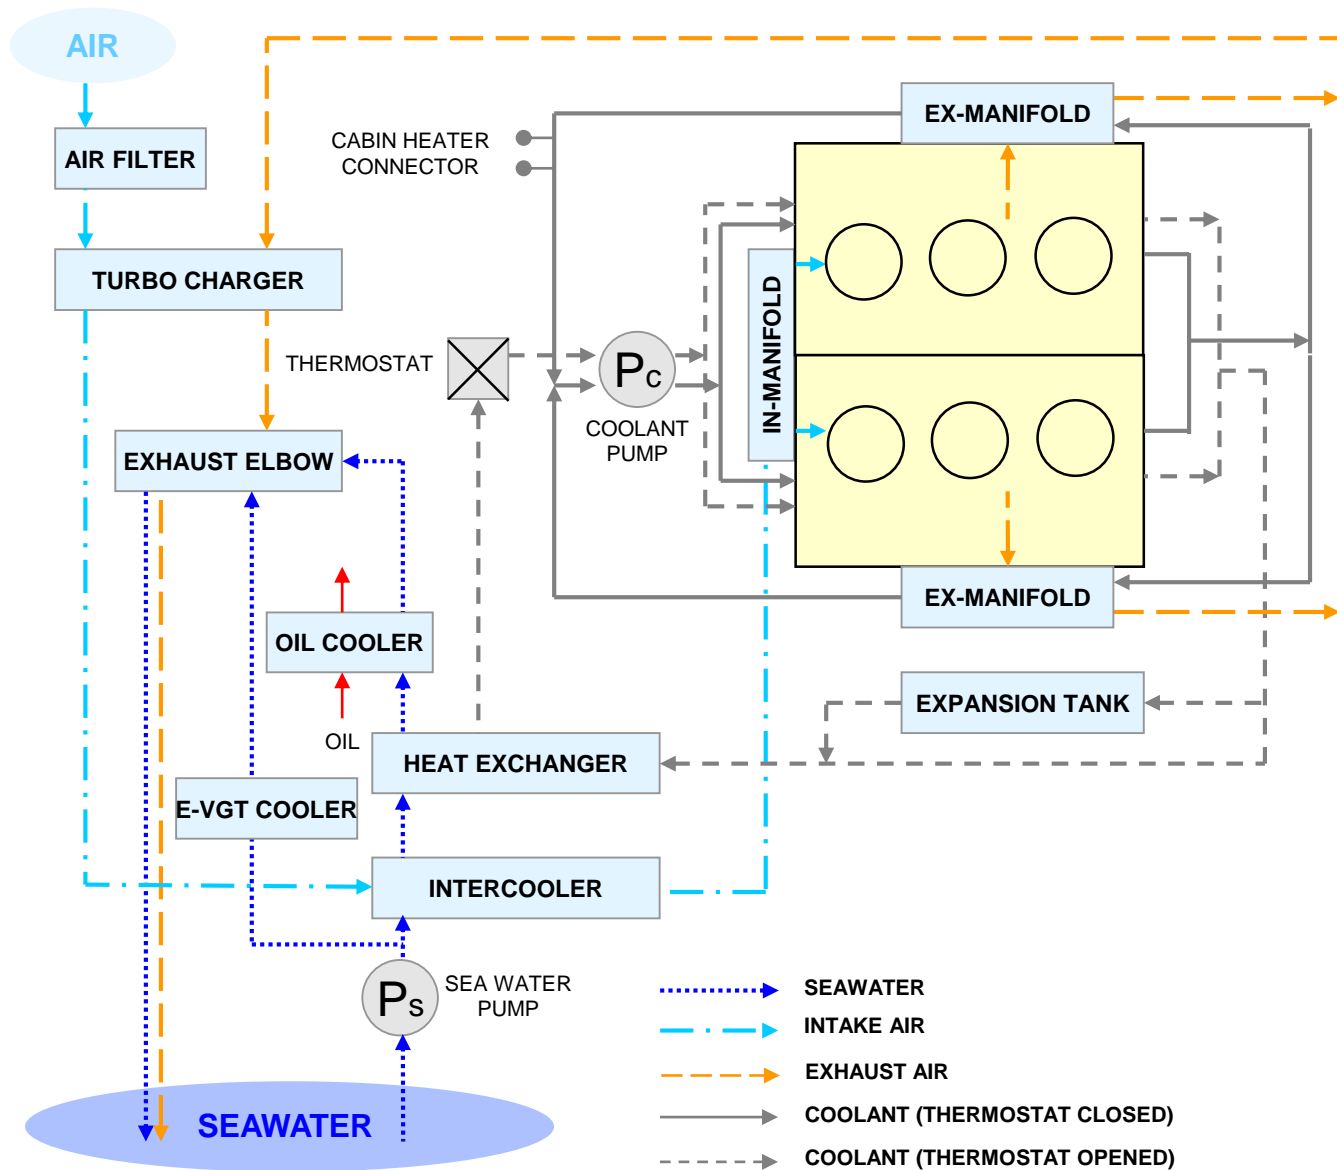 AIR
AIR FILTER
TURBO CHARGER
CABIN HEATER
CONNECTOR
EX-MANIFOLD
THERMOSTAT
Pc
COOLANT
PUMP
IN-MANIFOLD
EXHAUST ELBOW
EX-MANIFOLD
OIL COOLER
OIL
EXPANSION TANK
HEAT EXCHANGER
E-VGT COOLER
INTERCOOLER
Ps
SEA WATER
PUMP
SEAWATER
SEAWATER
INTAKE AIR
EXHAUST AIR
COOLANT (THERMOSTAT CLOSED)
COOLANT (THERMOSTAT OPENED)